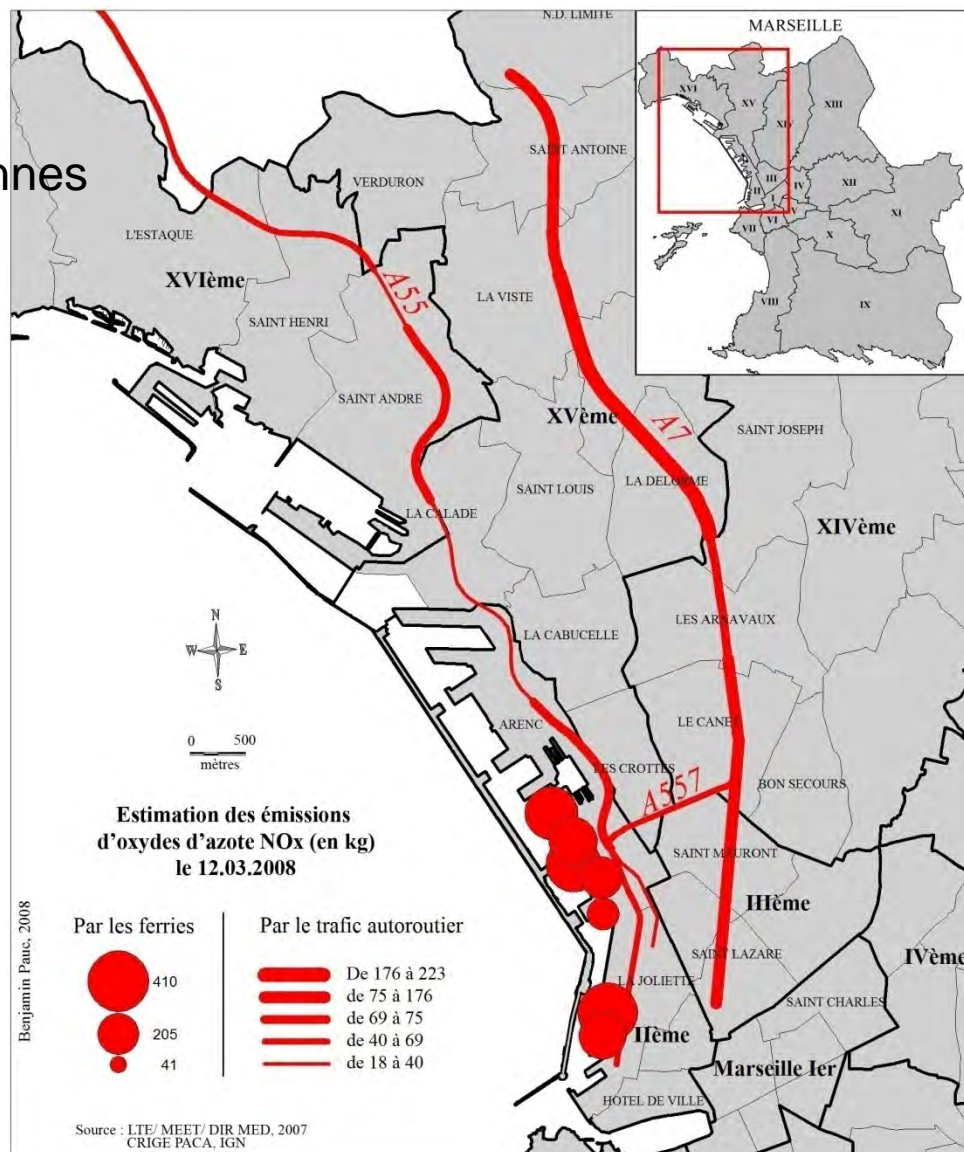 nnes
N.D. LIMITE
MARSEILLE
XVI
XV
XIV
XIII
III
II
I
IV
V
VI
VII
XII
XI
X
VIII
IX
SAINT ANTOINE
VERDURON
L'ESTAQUE
XVIème
A55
LA VISTE
SAINT HENRI
SAINT ANDRE
XVème
A7
SAINT JOSEPH
SAINT LOUIS
LA DELORME
LA CALADE
XIVème
LES ARNAVAUX
LA CABUCELLE
N
W E
S
ARENC
LE CANET
0 500
mètres
LES CROTTES
A557
BON SECOURS
SAINT MAURONT
IIIème
SAINT LAZARE
IVème
LA JOLIETTE
SAINT CHARLES
IIème
Marseille Ier
HOTEL DE VILLE
Estimation des émissions
d'oxydes d'azote NOx (en kg)
le 12.03.2008
Par les ferries
410
205
41
Par le trafic autoroutier
De 176 à 223
de 75 à 176
de 69 à 75
de 40 à 69
de 18 à 40
Benjamin Pauc, 2008
Source : LTE/ MEET/ DIR MED, 2007
CRIGE PACA, IGN